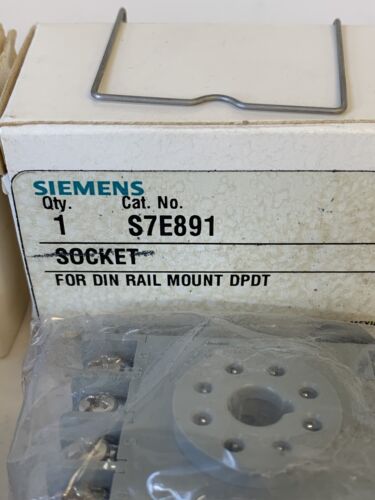 SIEMENS
Qty. Cat. No.
1 S7E891
SOCKET
FOR DIN RAIL MOUNT DPDT